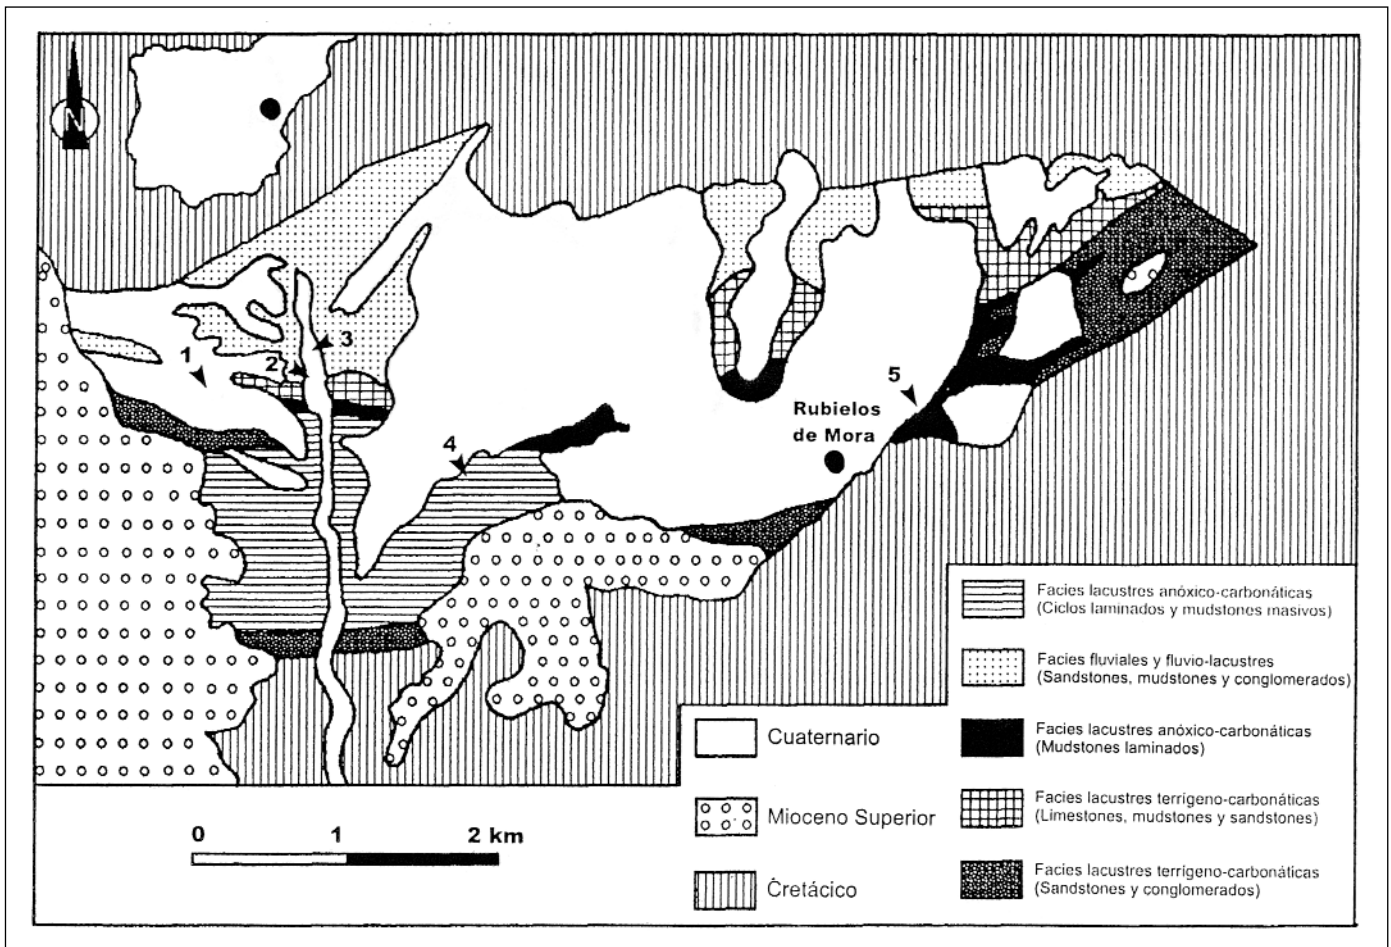 N
1
2
3
4
5
Rubielos
de Mora
Facies lacustres anóxico-carbonáticas
(Ciclos laminados y mudstones masivos)
Facies fluviales y fluvio-lacustres
(Sandstones, mudstones y conglomerados)
Facies lacustres anóxico-carbonáticas
(Mudstones laminados)
Facies lacustres terrígeno-carbonáticas
(Limestones, mudstones y sandstones)
Facies lacustres terrígeno-carbonáticas
(Sandstones y conglomerados)
Cuaternario
Mioceno Superior
Cretácico
0 1 2 km